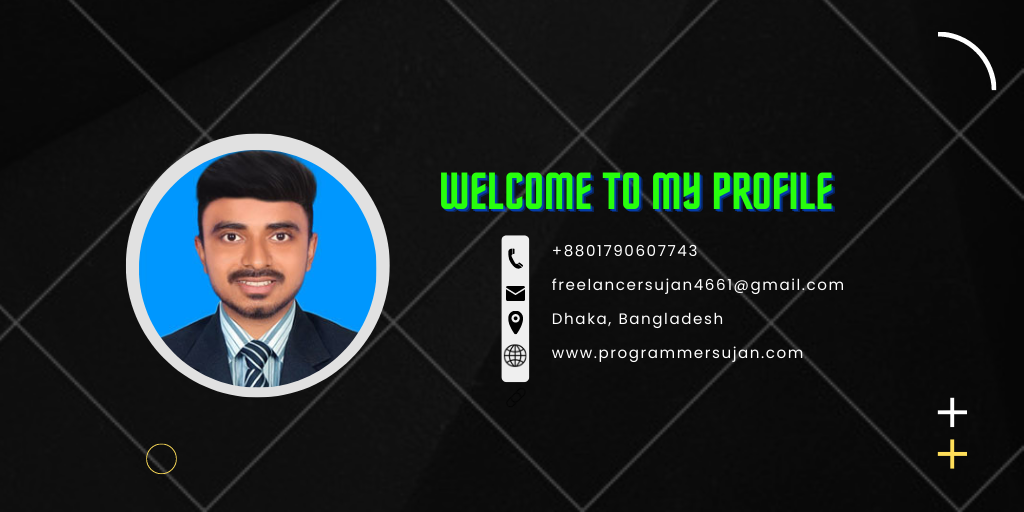 WELCOME TO MY PROFILE
+8801790607743
freelancersujan4661@gmail.com
Dhaka, Bangladesh
www.programmersujan.com